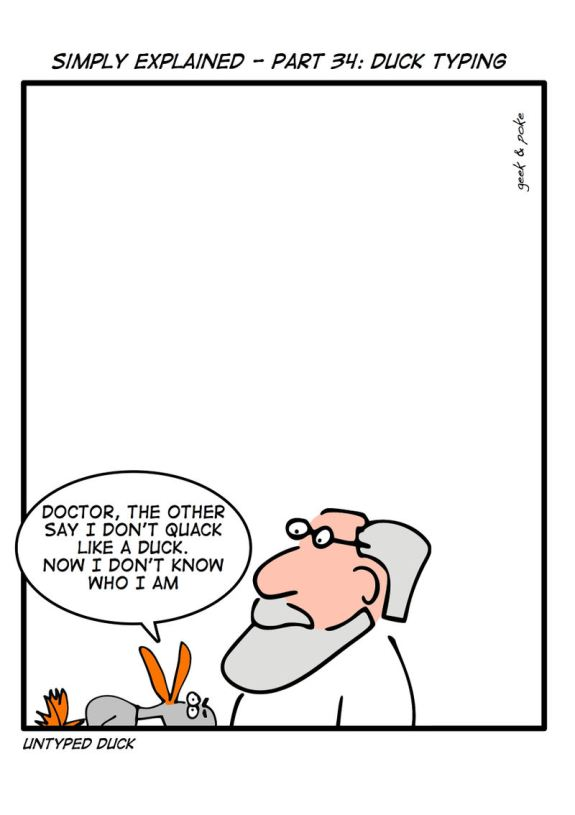 SIMPLY EXPLAINED - PART 34: DUCK TYPING
geek & poke
DOCTOR, THE OTHER
SAY I DON'T QUACK
LIKE A DUCK.
NOW I DON'T KNOW
WHO I AM
UNTYPED DUCK